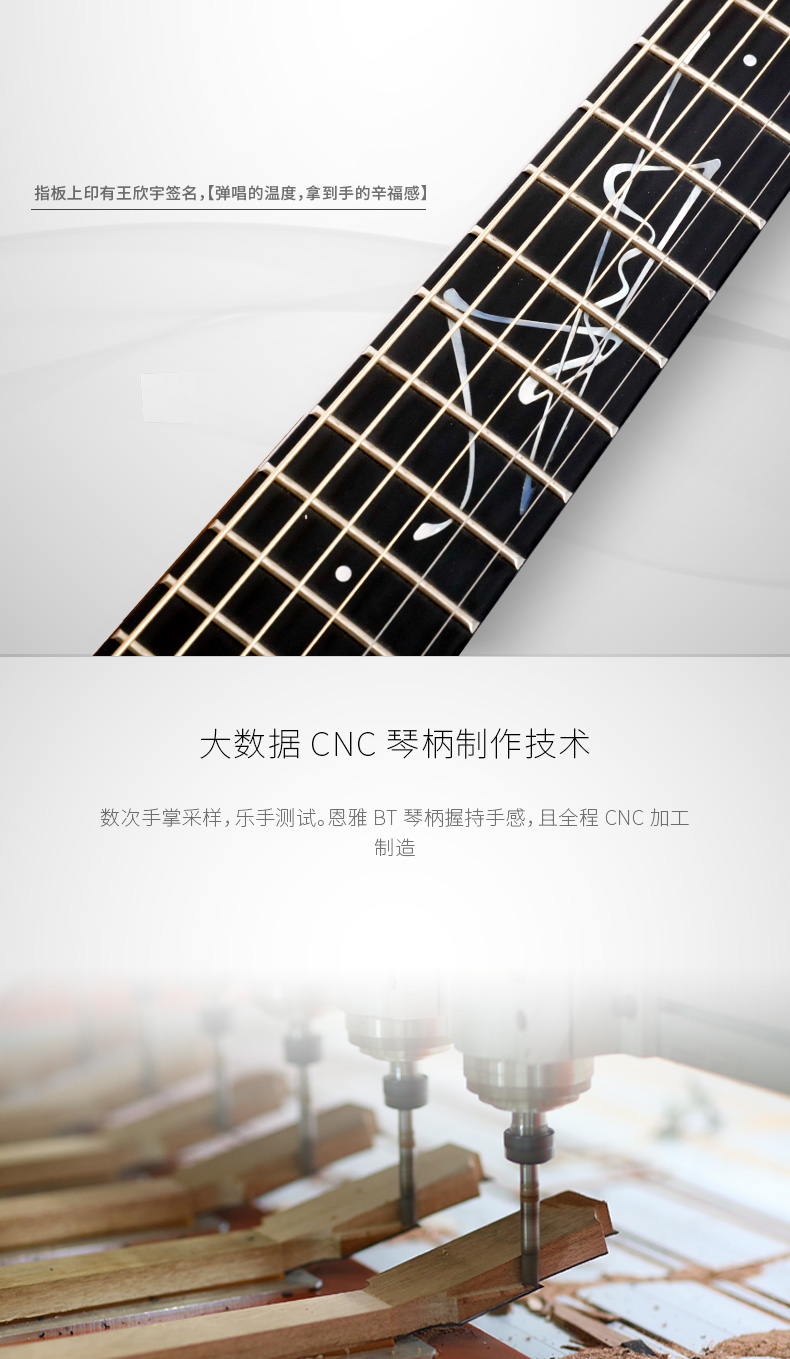 指板上印有王欣宇签名,【弹唱的温度,拿到手的辛福感】
大数据 CNC 琴柄制作技术
数次手掌采样,乐手测试。恩雅 BT 琴柄握持手感,且全程 CNC 加工
制造